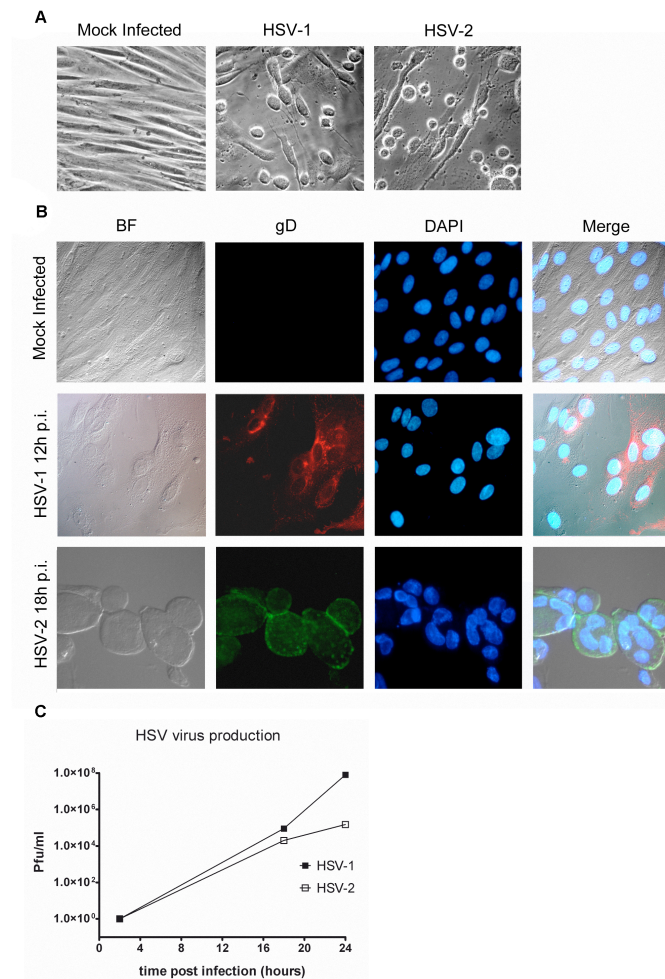 A
Mock Infected HSV-1 HSV-2
B
BF gD DAPI Merge
Mock Infected
HSV-1 12h p.i.
HSV-2 18h p.i.
C
HSV virus production
Pfu/ml
1.0×10⁸
1.0×10⁶
1.0×10⁴
1.0×10²
1.0×10⁰
HSV-1
HSV-2
0 4 8 12 16 20 24
time post infection (hours)